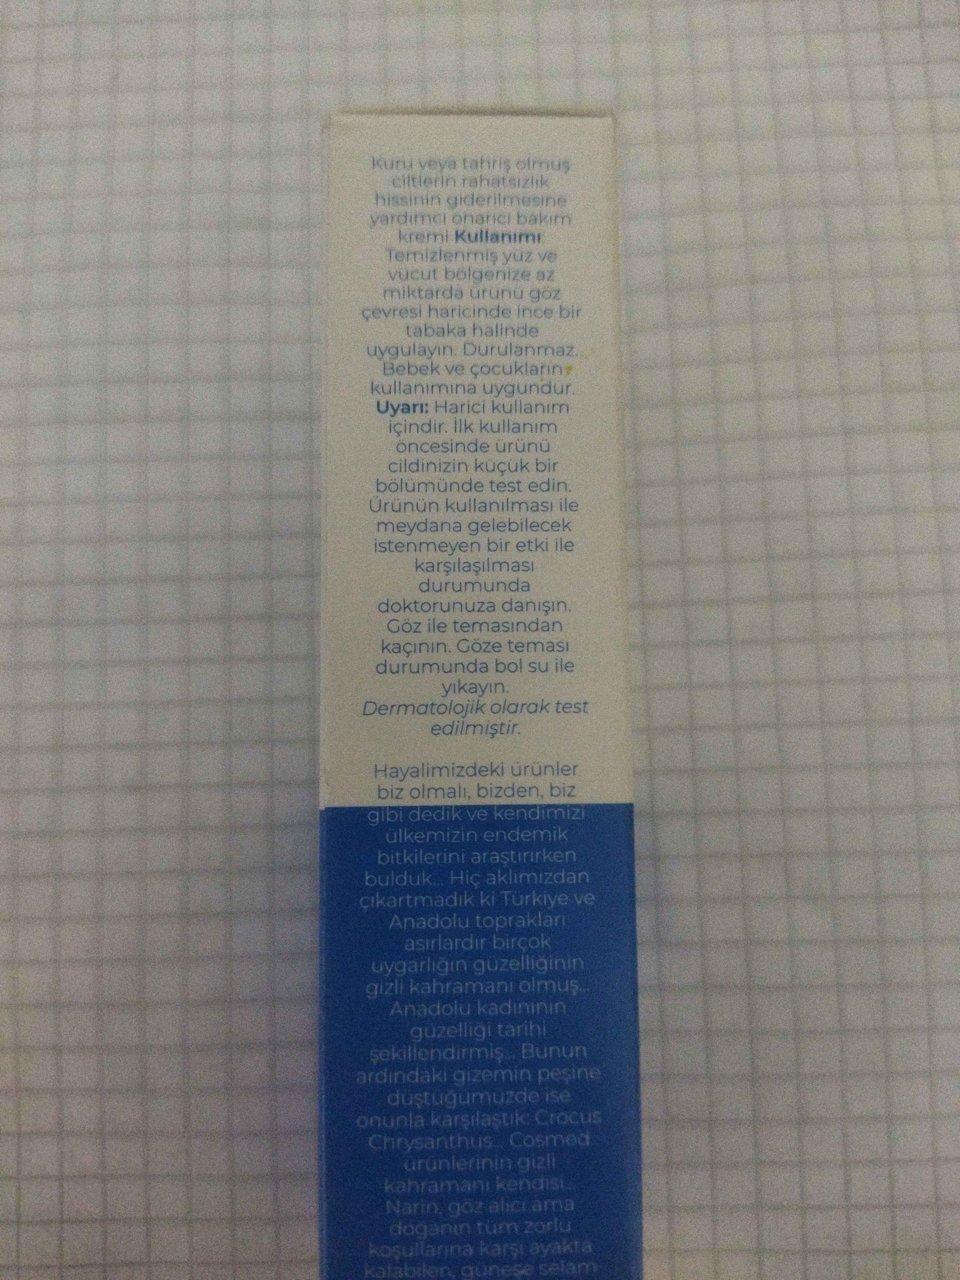 Kuru veya tahriş olmuş
ciltlerin rahatsızlık
hissinin giderilmesine
yardımcı onarıcı bakım
kremi Kullanımı:
Temizlenmiş yüz ve
vücut bölgenize az
miktarda ürünü göz
çevresi haricinde ince bir
tabaka halinde
uygulayın. Durulanmaz.
Bebek ve çocukların
kullanımına uygundur.
Uyarı: Harici kullanım
içindir. İlk kullanım
öncesinde ürünü
cildinizin küçük bir
bölümünde test edin.
Ürünün kullanılması ile
meydana gelebilecek
istenmeyen bir etki ile
karşılaşılması
durumunda
doktorunuza danışın.
Göz ile temasından
kaçının. Göze teması
durumunda bol su ile
yıkayın.
Dermatolojik olarak test
edilmiştir.
Hayalimizdeki ürünler
biz olmalı, bizden, biz
gibi dedik ve kendimizi
ülkemizin endemik
bitkilerini araştırırken
bulduk... Hiç aklımızdan
çıkartmadık ki Türkiye ve
Anadolu toprakları
asırlardır birçok
uygarlığın güzelliğinin
gizli kahramanı olmuş...
Anadolu kadınının
güzelliği tarihi
şekillendirmiş... Bunun
ardındaki gizemin peşine
düştüğümüzde ise
onunla karşılaştık: Crocus
Chrysanthus... Cosmed
ürünlerinin gizli
kahramanı kendisi...
Narin, göz alıcı ama
doğanın tüm zorlu
koşullarına karşı ayakta
kalabilen, güneşe selam